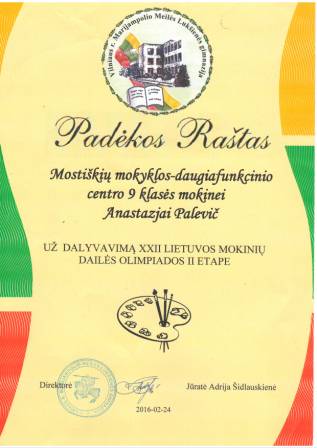 Vilniaus r. Marijampolio Meilės Lukšienės gimnazija
Padėkos Raštas
Mostiškių mokyklos-daugiafunkcinio
centro 9 klasės mokinei
Anastazjai Palevič
UŽ DALYVAVIMĄ XXII LIETUVOS MOKINIŲ
DAILĖS OLIMPIADOS II ETAPE
Direktorė
Jūratė Adrija Šidlauskienė
2016-02-24